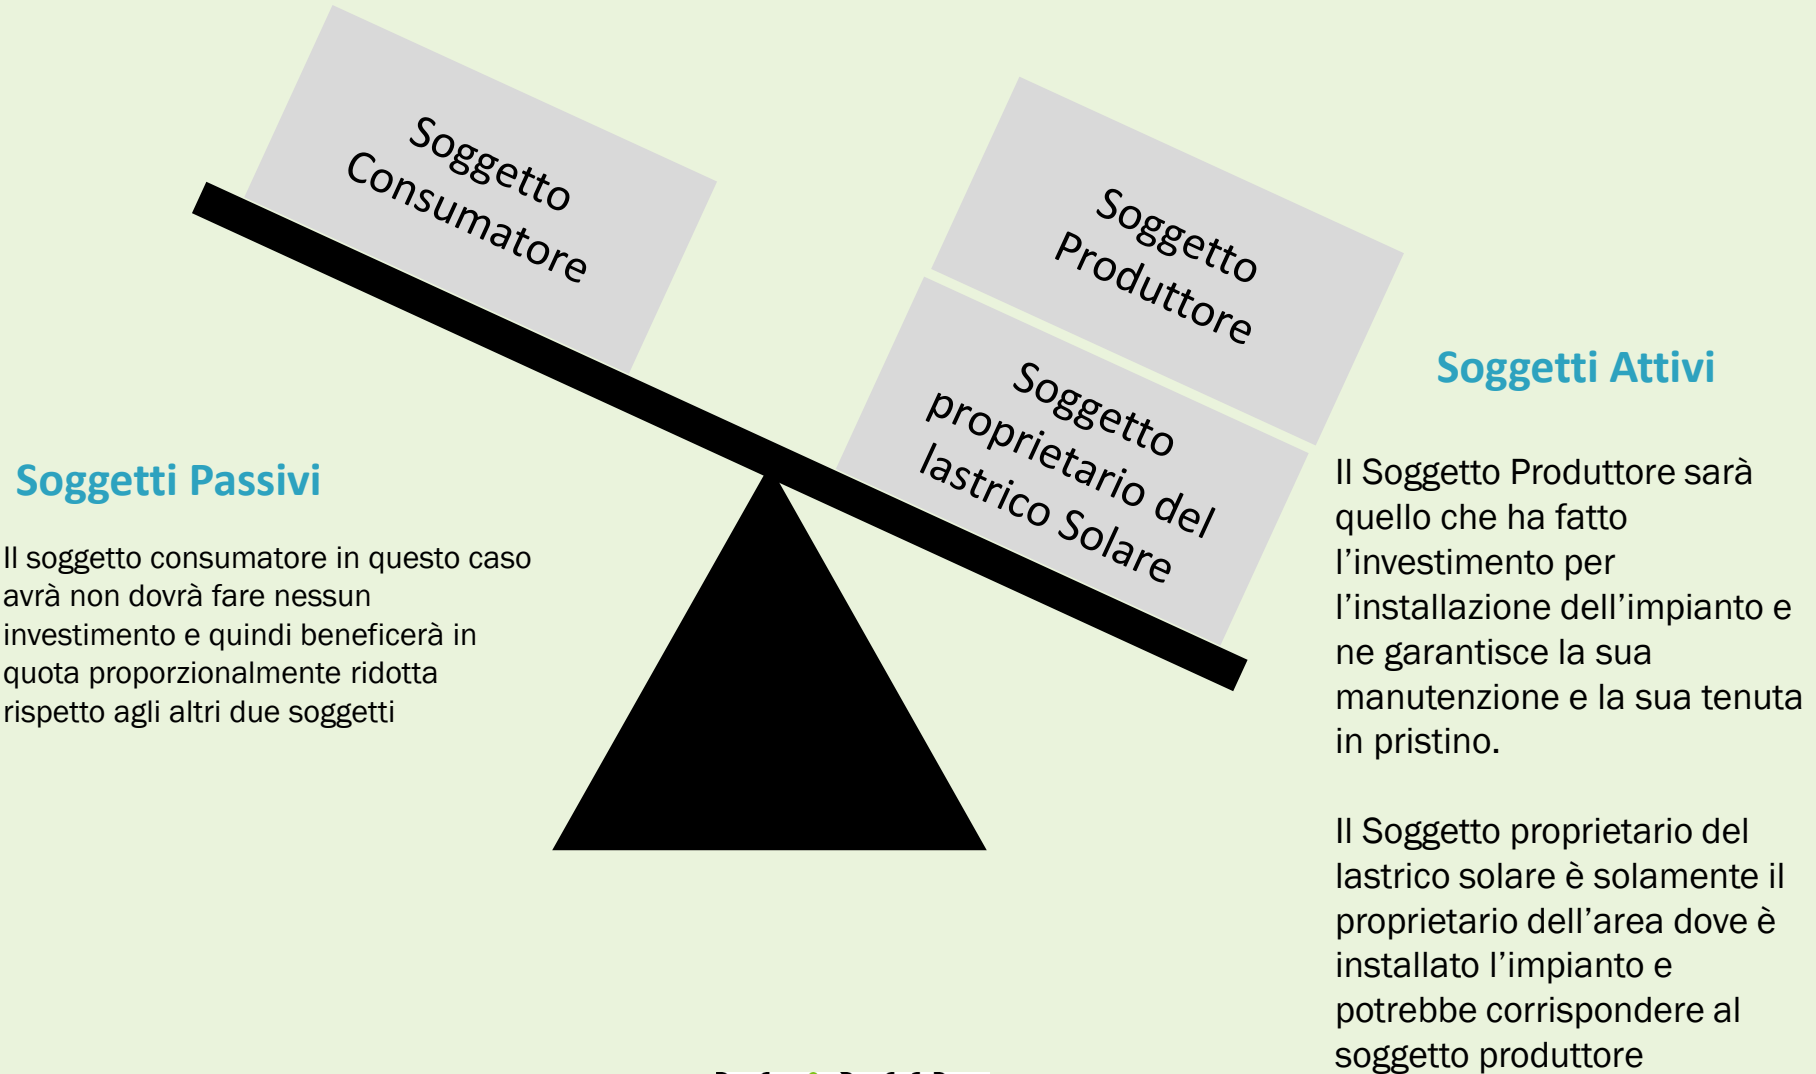 Soggetto
Consumatore
Soggetto
Produttore
Soggetto
proprietario del
lastrico Solare
Soggetti Passivi
Il soggetto consumatore in questo caso
avrà non dovrà fare nessun
investimento e quindi beneficerà in
quota proporzionalmente ridotta
rispetto agli altri due soggetti
Soggetti Attivi
Il Soggetto Produttore sarà
quello che ha fatto
l’investimento per
l’installazione dell’impianto e
ne garantisce la sua
manutenzione e la sua tenuta
in pristino.
Il Soggetto proprietario del
lastrico solare è solamente il
proprietario dell’area dove è
installato l’impianto e
potrebbe corrispondere al
soggetto produttore